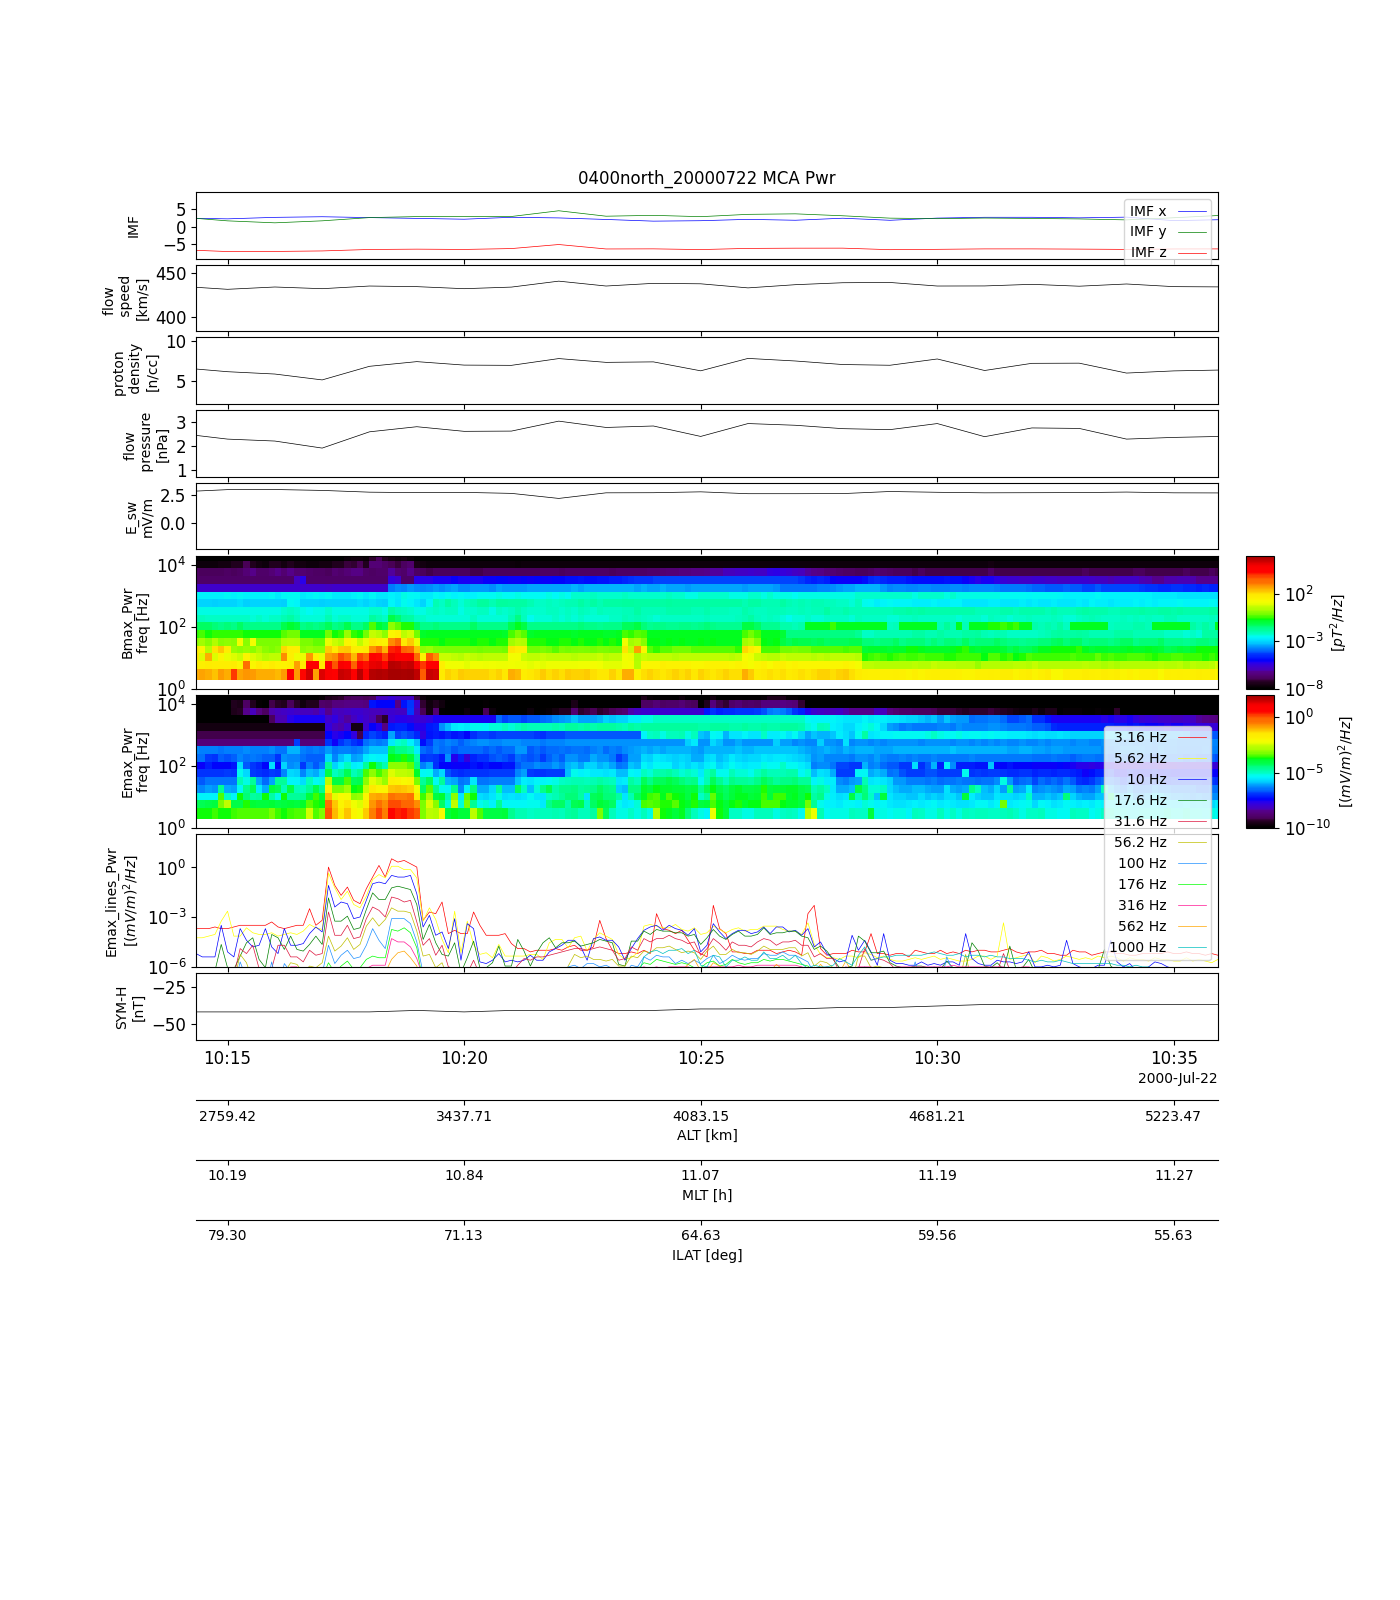 0400north_20000722 MCA Pwr
5
0
−5
IMF
IMF x
IMF y
IMF z
450
400
flow
speed
[km/s]
10
5
proton
density
[n/cc]
3
2
1
flow
pressure
[nPa]
2.5
0.0
E_sw
mV/m
10^4
10^2
10^0
Bmax_Pwr
freq [Hz]
10^2
10^−3
10^−8
[pT^2/Hz]
10^4
10^2
10^0
Emax_Pwr
freq [Hz]
10^0
10^−5
10^−10
[(mV/m)^2/Hz]
3.16 Hz
5.62 Hz
10 Hz
17.6 Hz
31.6 Hz
56.2 Hz
100 Hz
176 Hz
316 Hz
562 Hz
1000 Hz
10^0
10^−3
10^−6
Emax_lines_Pwr
[(mV/m)^2/Hz]
−25
−50
SYM-H
[nT]
10:15 10:20 10:25 10:30 10:35
2000-Jul-22
2759.42 3437.71 4083.15 4681.21 5223.47
ALT [km]
10.19 10.84 11.07 11.19 11.27
MLT [h]
79.30 71.13 64.63 59.56 55.63
ILAT [deg]